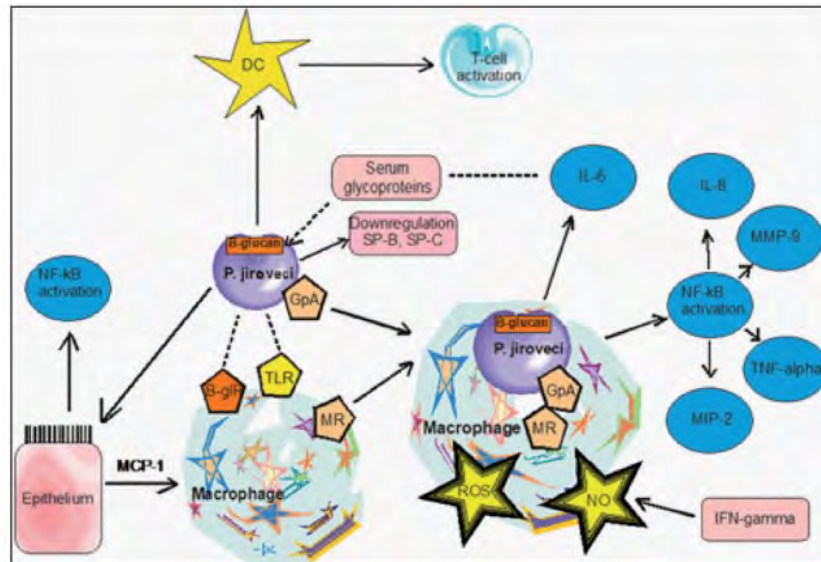 DC
T-cell
activation
Serum
glycoproteins
IL-6
IL-8
B-glucan
Downregulation
SP-B, SP-C
MMP-9
NF-kB
activation
P. jiroveci
GpA
NF-kB
activation
B-glucan
P. jiroveci
TLR
B-glR
TNF-alpha
GpA
MR
Macrophage
MR
MIP-2
MCP-1
Epithelium
Macrophage
ROS
NO
IFN-gamma